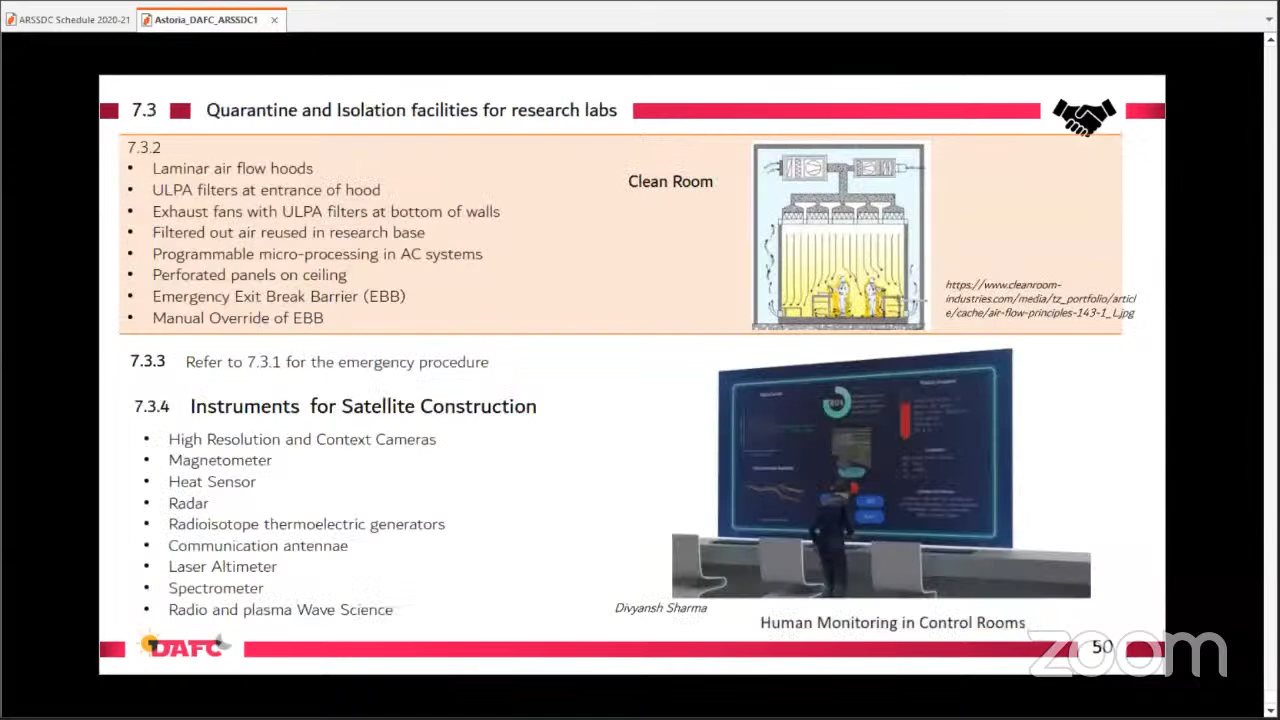 ARSSDC Schedule 2020-21
Astoria_DAFC_ARSSDC1
7.3 Quarantine and Isolation facilities for research labs
7.3.2
• Laminar air flow hoods
• ULPA filters at entrance of hood
• Exhaust fans with ULPA filters at bottom of walls
• Filtered out air reused in research base
• Programmable micro-processing in AC systems
• Perforated panels on ceiling
• Emergency Exit Break Barrier (EBB)
• Manual Override of EBB
Clean Room
https://www.cleanroom-
industries.com/media/tz_portfolio/articl
e/cache/air-flow-principles-143-1_L.jpg
7.3.3 Refer to 7.3.1 for the emergency procedure
7.3.4 Instruments for Satellite Construction
• High Resolution and Context Cameras
• Magnetometer
• Heat Sensor
• Radar
• Radioisotope thermoelectric generators
• Communication antennae
• Laser Altimeter
• Spectrometer
• Radio and plasma Wave Science
Divyansh Sharma
Human Monitoring in Control Rooms
DAFC
50
zoom